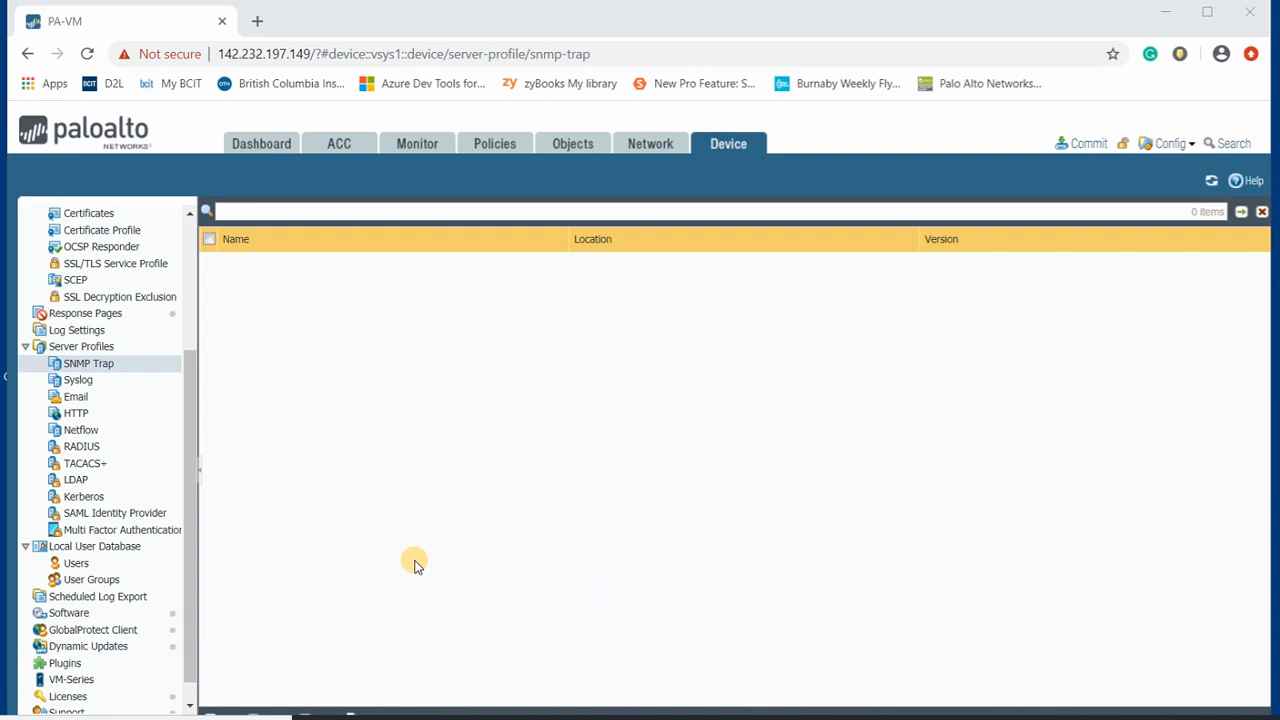 PA-VM
Not secure 142.232.197.149/?#device::vsys1::device/server-profile/snmp-trap
Apps D2L bcit My BCIT OTN British Columbia Ins... Azure Dev Tools for... zy zyBooks My library S New Pro Feature: S... Burnaby Weekly Fly... Palo Alto Networks...
paloalto
NETWORKS
Dashboard ACC Monitor Policies Objects Network Device
Commit Config Search
Help
0 items
Name Location Version
Certificates
Certificate Profile
OCSP Responder
SSL/TLS Service Profile
SCEP
SSL Decryption Exclusion
Response Pages
Log Settings
Server Profiles
SNMP Trap
Syslog
Email
HTTP
Netflow
RADIUS
TACACS+
LDAP
Kerberos
SAML Identity Provider
Multi Factor Authentication
Local User Database
Users
User Groups
Scheduled Log Export
Software
GlobalProtect Client
Dynamic Updates
Plugins
VM-Series
Licenses
Support